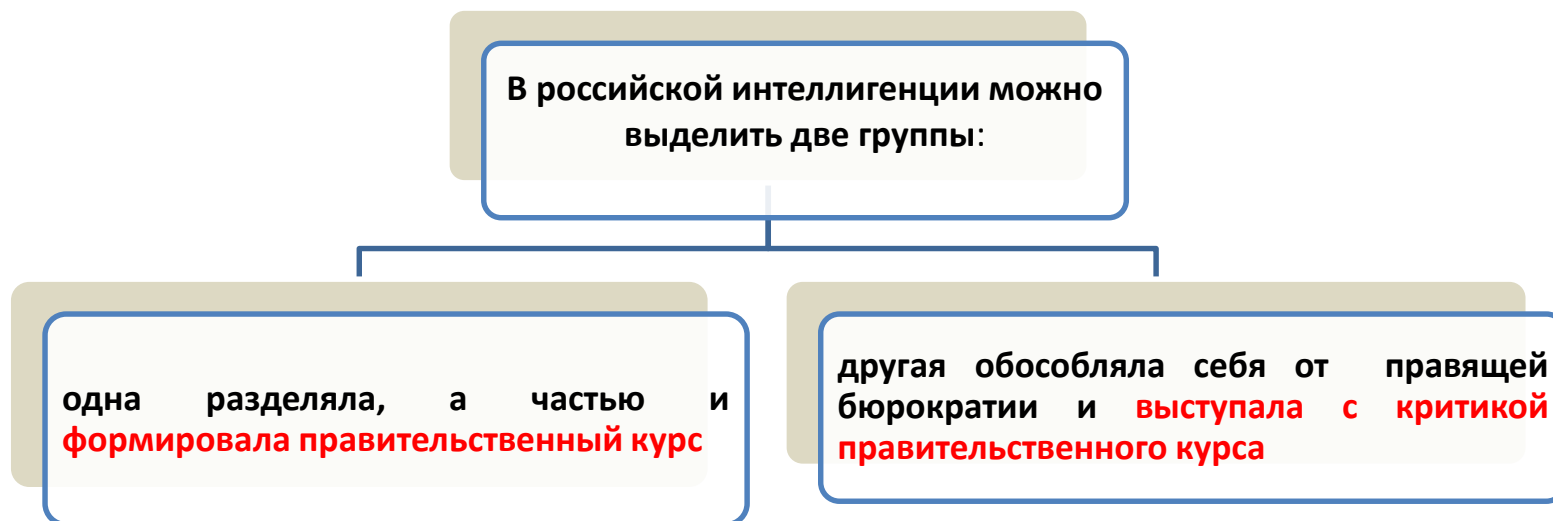 В российской интеллигенции можно
выделить две группы:
одна разделяла, а частью и
формировала правительственный курс
другая обособляла себя от правящей
бюрократии и выступала с критикой
правительственного курса